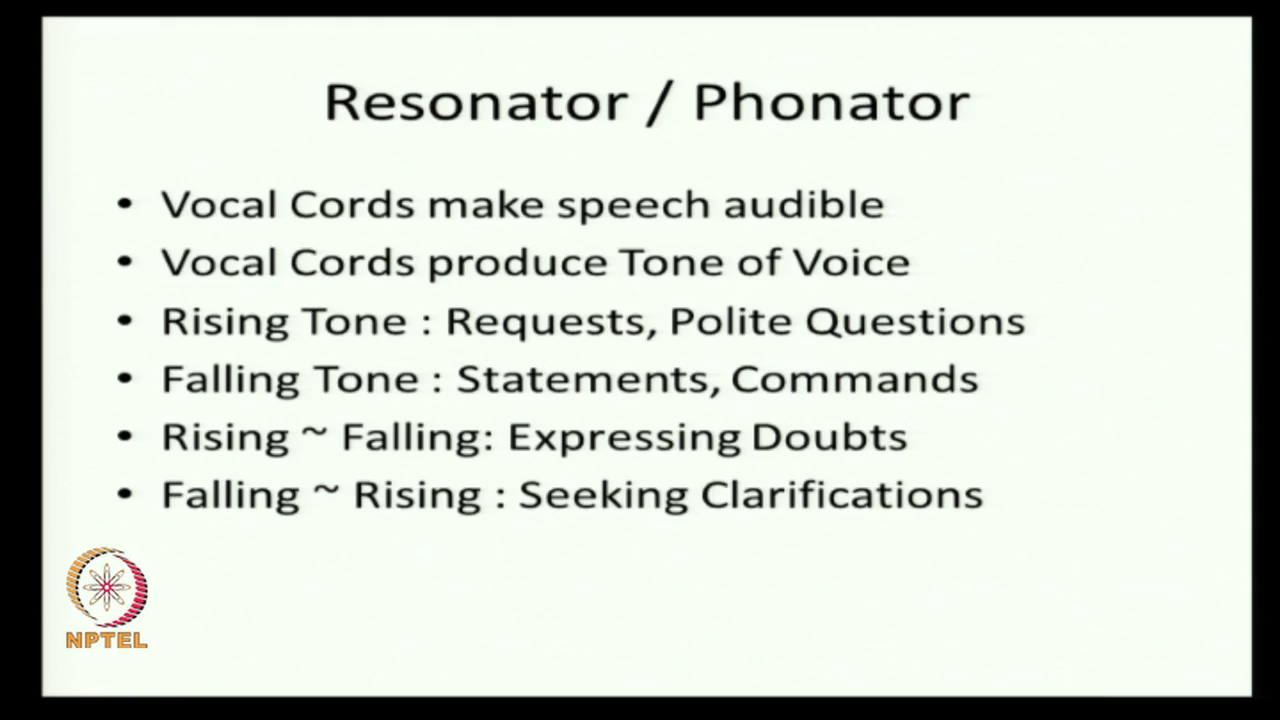 Resonator / Phonator
• Vocal Cords make speech audible
• Vocal Cords produce Tone of Voice
• Rising Tone : Requests, Polite Questions
• Falling Tone : Statements, Commands
• Rising ~ Falling: Expressing Doubts
• Falling ~ Rising : Seeking Clarifications
NPTEL